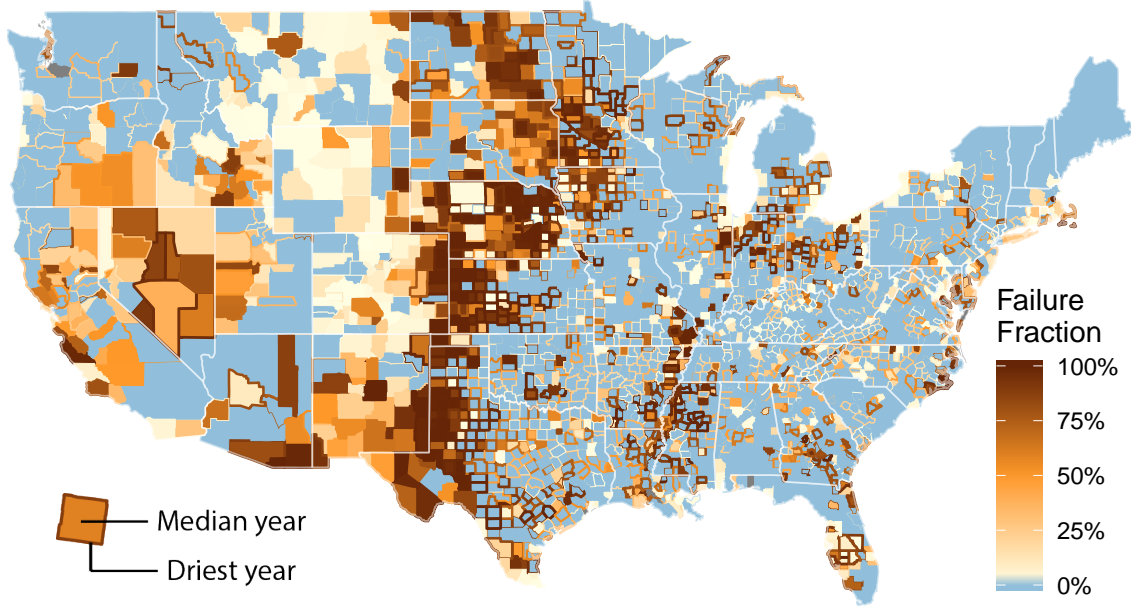 Failure
Fraction
100%
75%
50%
25%
0%
Median year
Driest year